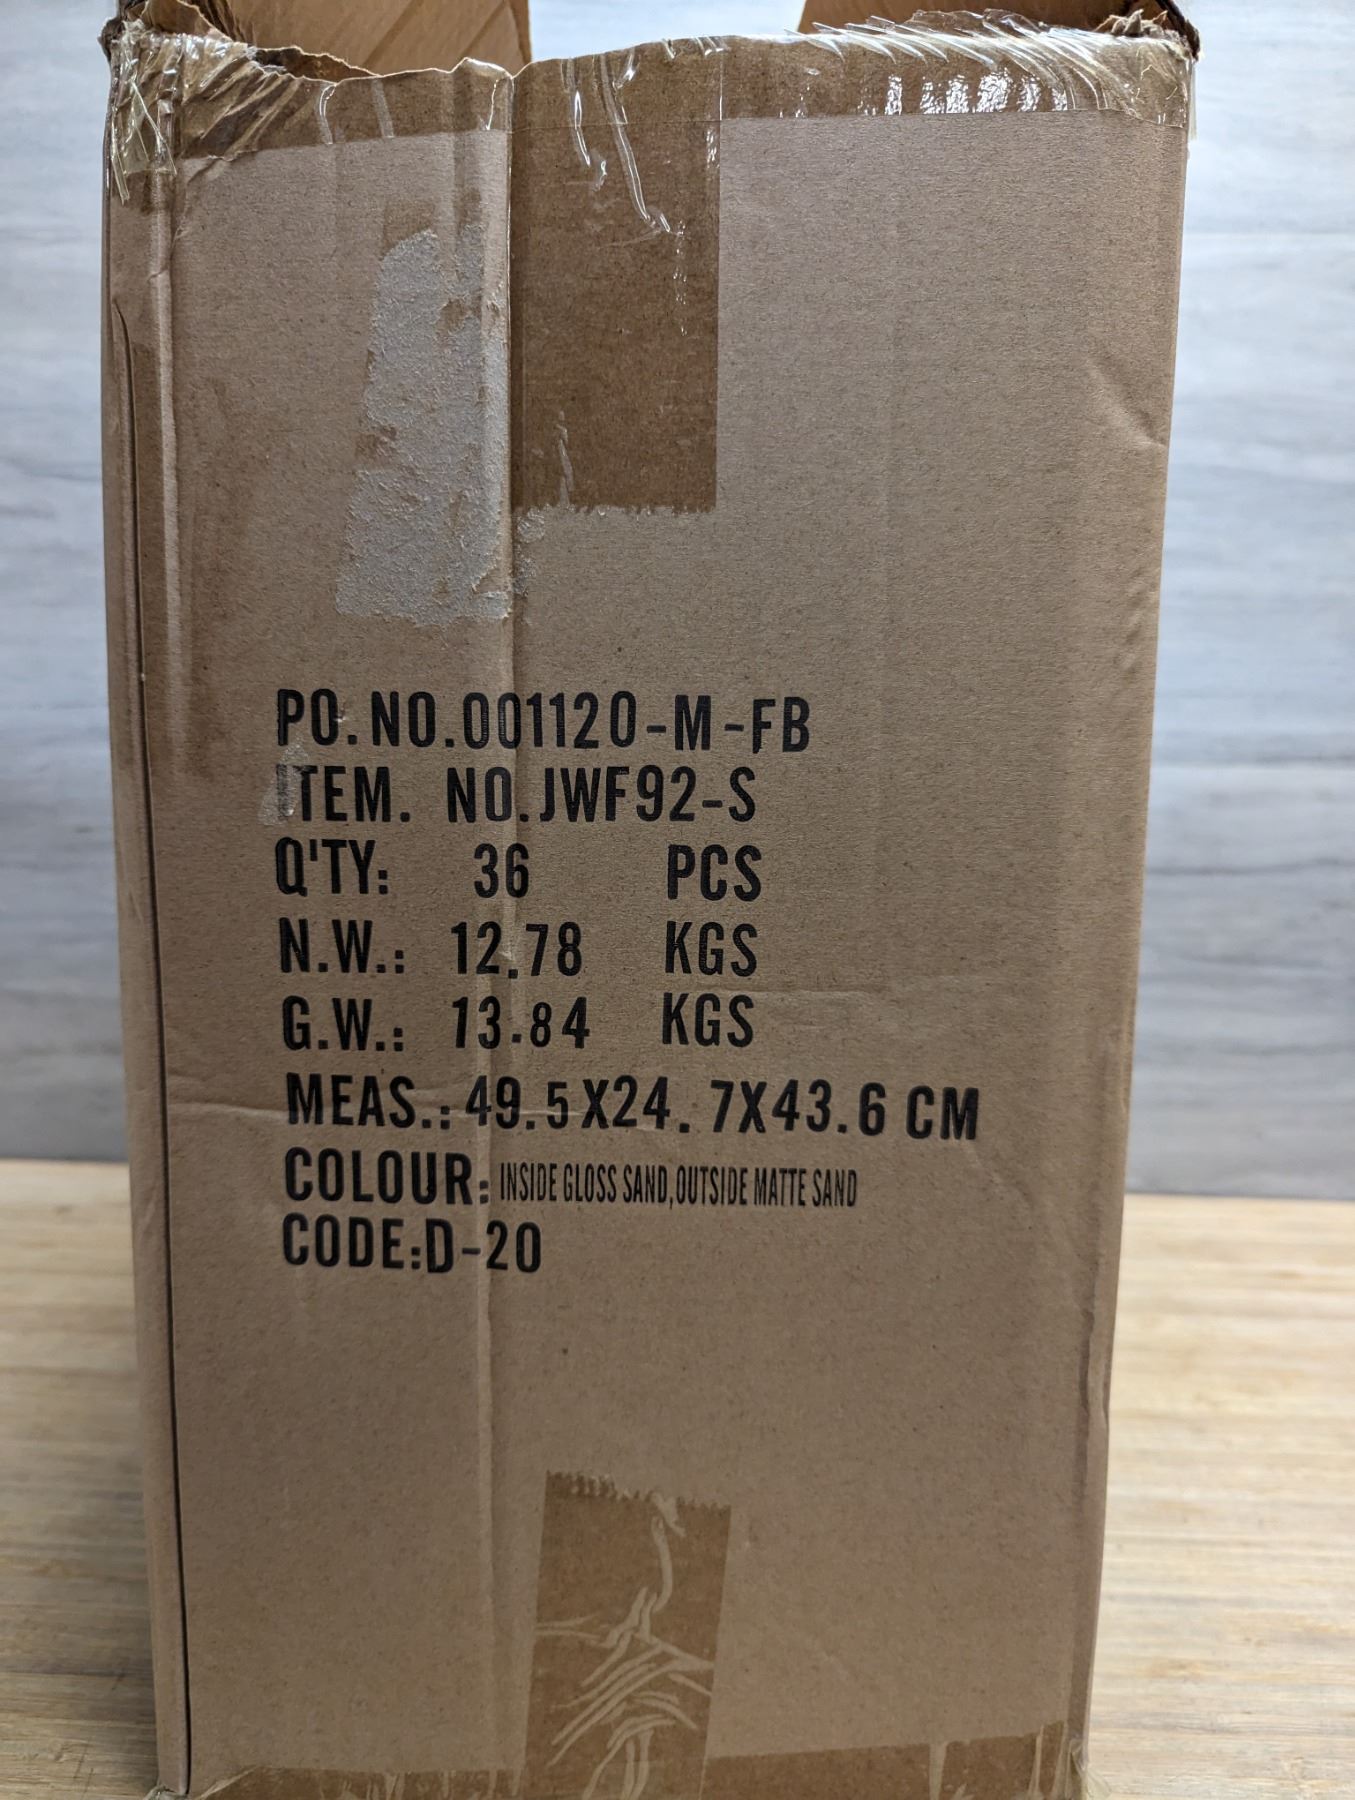 PO.NO.001120-M-FB
ITEM. NO.JWF92-S
Q'TY: 36 PCS
N.W.: 12.78 KGS
G.W.: 13.84 KGS
MEAS.: 49.5X24.7X43.6 CM
COLOUR: INSIDE GLOSS SAND,OUTSIDE MATTE SAND
CODE:D-20